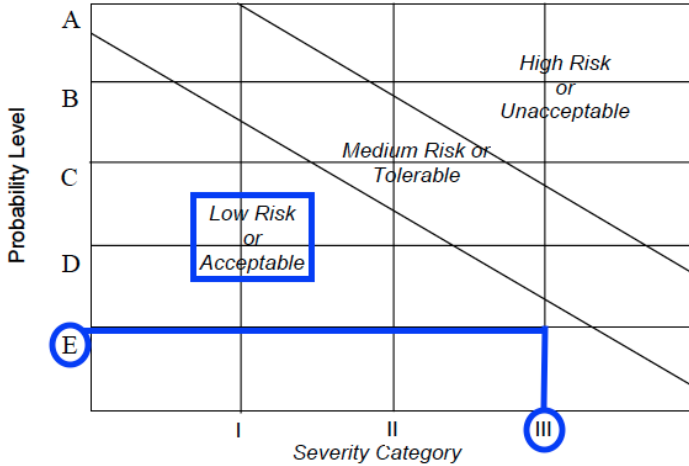 A
High Risk
or
Unacceptable
B
Medium Risk or
Tolerable
Probability Level
C
Low Risk
or
Acceptable
D
E
I
II
III
Severity Category